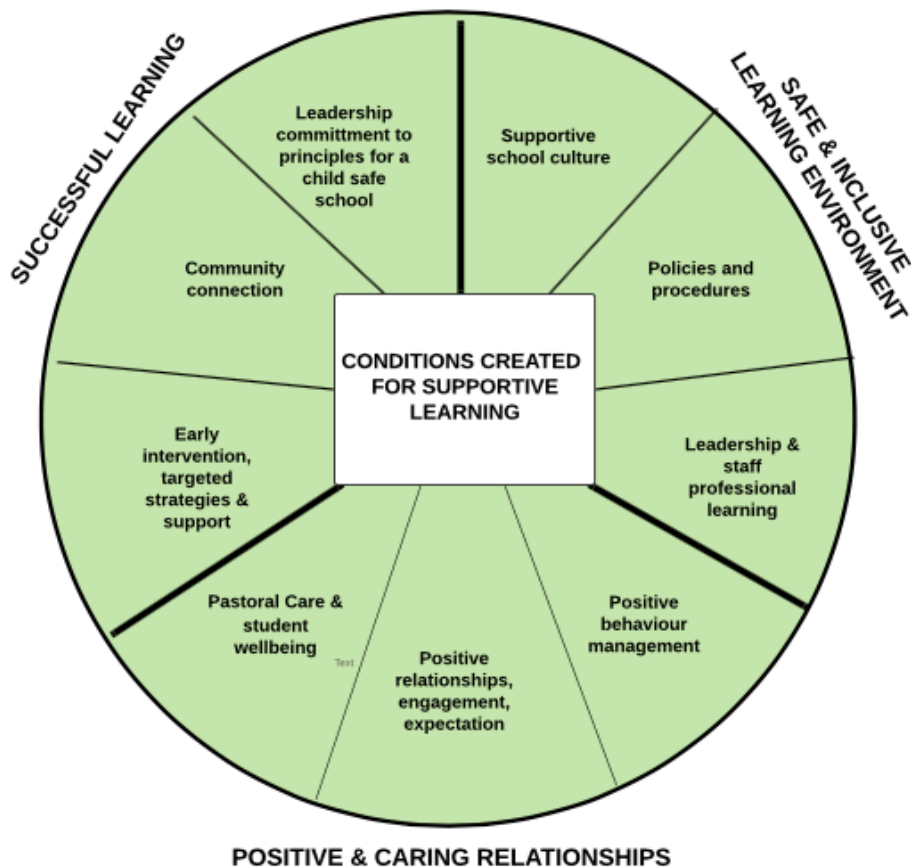 SUCCESSFUL LEARNING
SAFE & INCLUSIVE
LEARNING ENVIRONMENT
Leadership
committment to
principles for a
child safe
school
Supportive
school culture
Community
connection
Policies and
procedures
CONDITIONS CREATED
FOR SUPPORTIVE
LEARNING
Early
intervention,
targeted
strategies &
support
Leadership &
staff
professional
learning
Pastoral Care &
student
wellbeing
Text
Positive
relationships,
engagement,
expectation
Positive
behaviour
management
POSITIVE & CARING RELATIONSHIPS